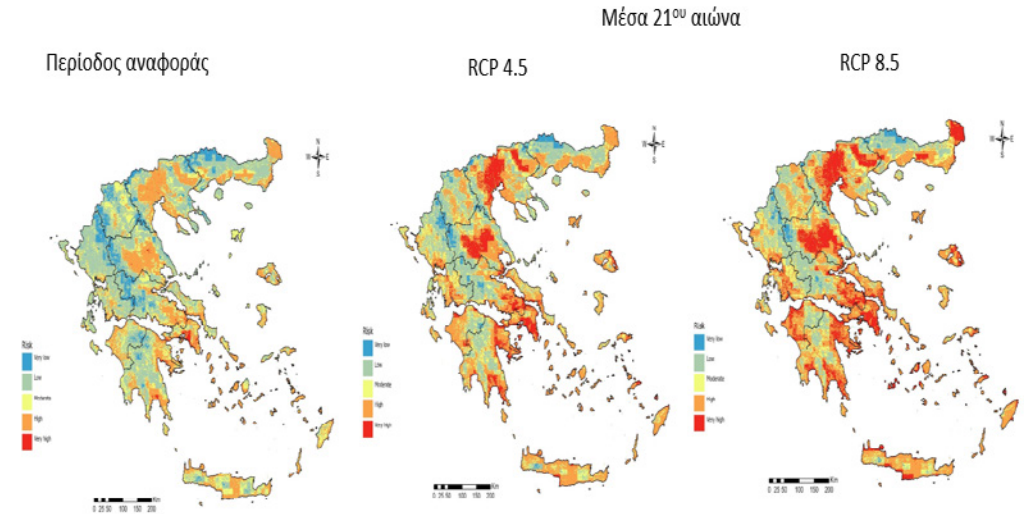 Μέσα 21ου αιώνα
Περίοδος αναφοράς
RCP 4.5
RCP 8.5
N
W E
S
N
W E
S
N
W E
S
Risk
Very low
Low
Moderate
High
Very high
Risk
Very low
Low
Moderate
High
Very high
Risk
Very low
Low
Moderate
High
Very high
Km
0 25 50 100 150 200
Km
0 25 50 100 150 200
Km
0 25 50 100 150 200